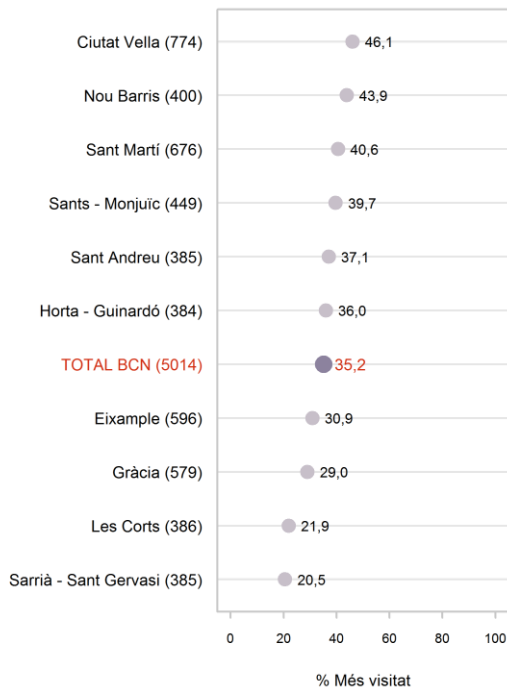 Ciutat Vella (774) 46,1
Nou Barris (400) 43,9
Sant Martí (676) 40,6
Sants - Monjuïc (449) 39,7
Sant Andreu (385) 37,1
Horta - Guinardó (384) 36,0
TOTAL BCN (5014) 35,2
Eixample (596) 30,9
Gràcia (579) 29,0
Les Corts (386) 21,9
Sarrià - Sant Gervasi (385) 20,5
0 20 40 60 80 100
% Més visitat